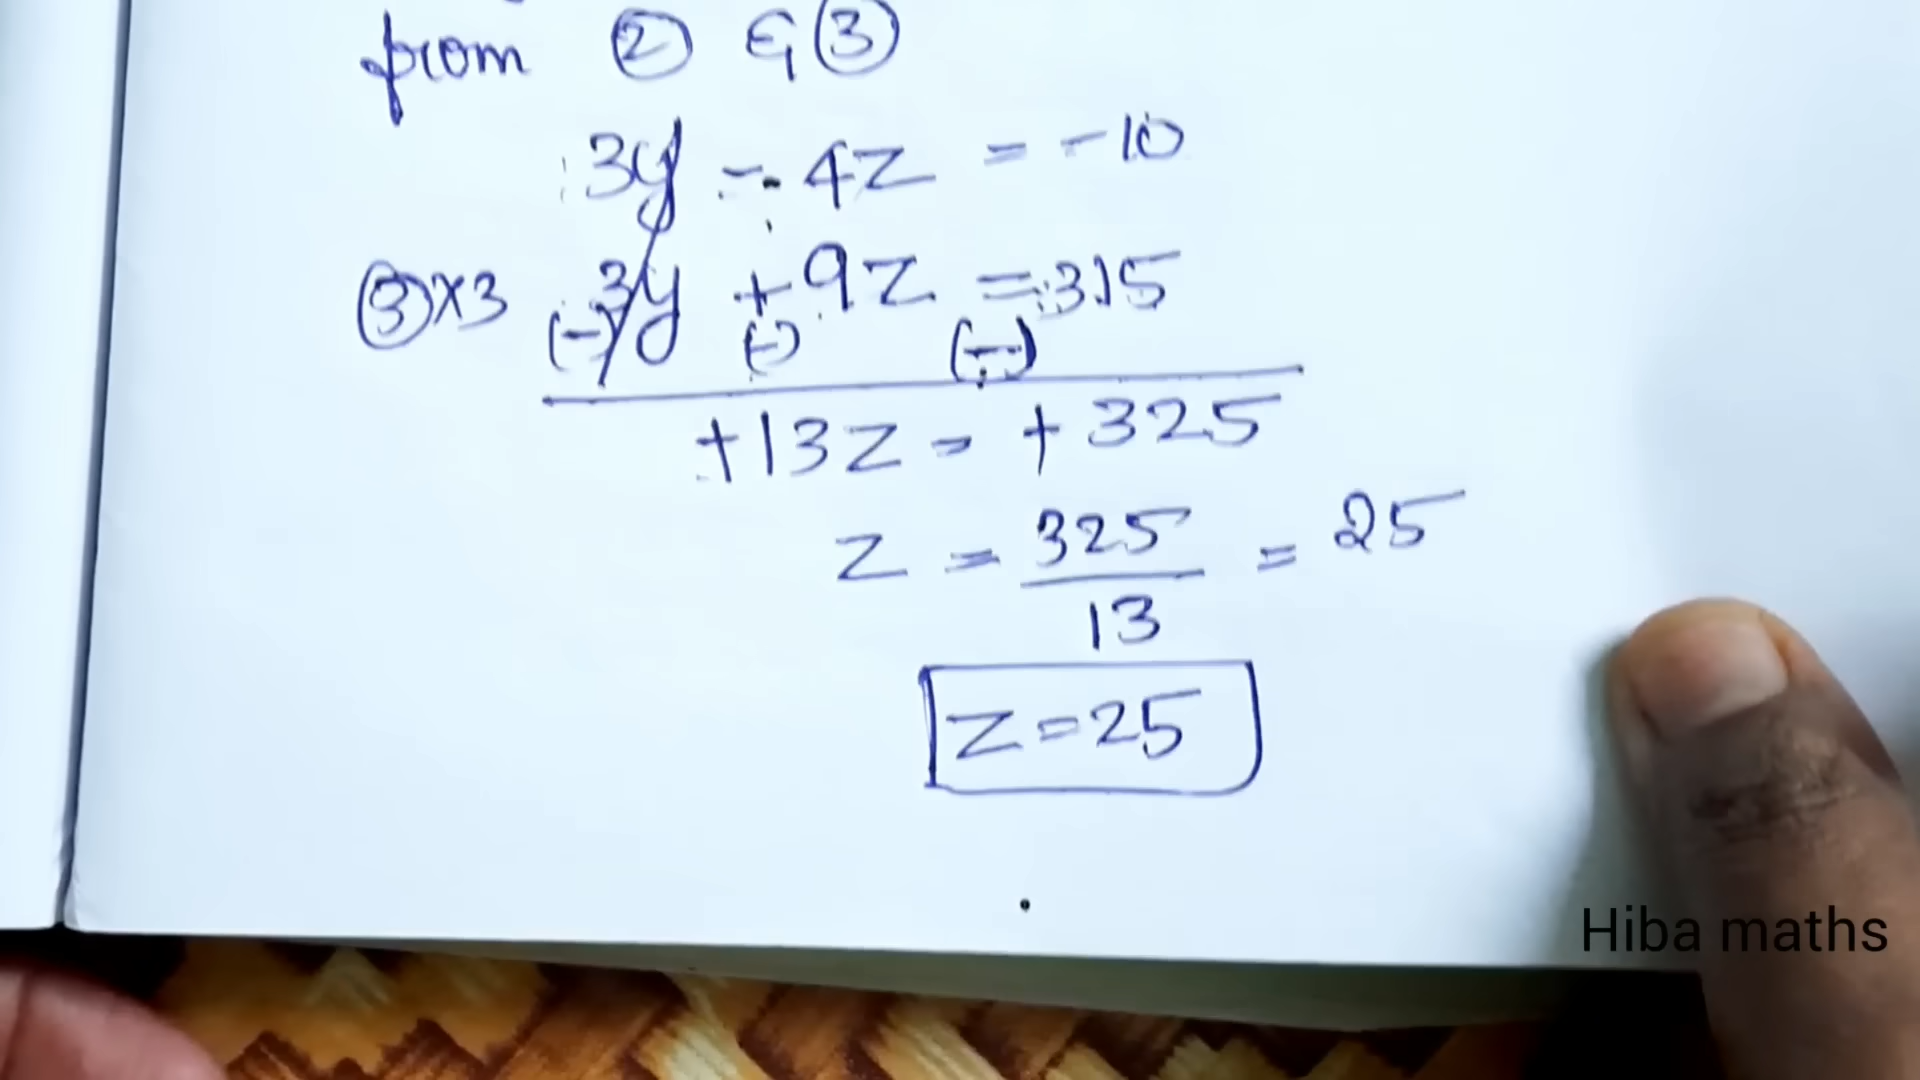 from ② & ③
3y - 4z = -10
③×3 3y + 9z = 315
(-) (-) (-)
+13z = +325
z = 325/13 = 25
z = 25
Hiba maths